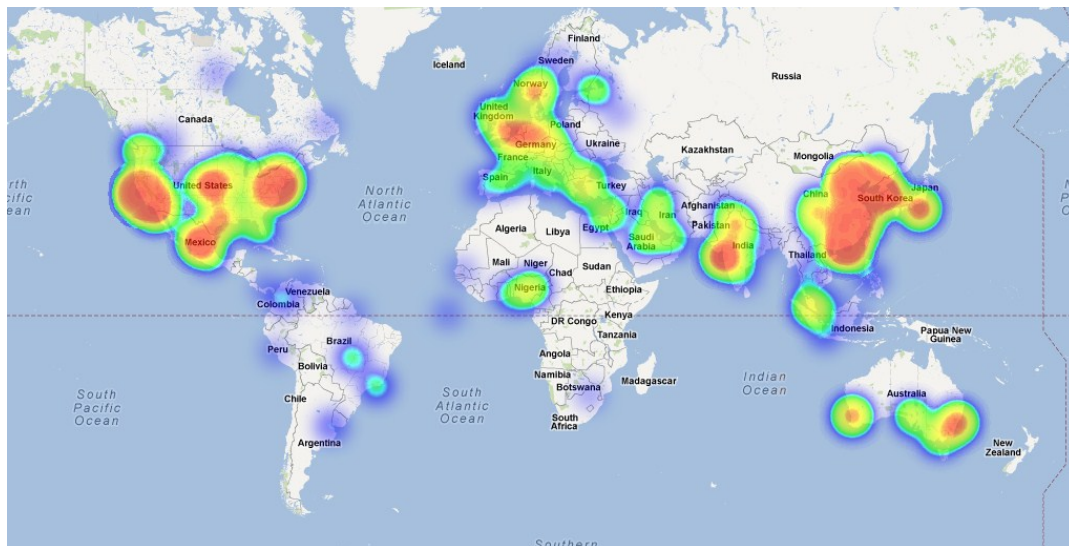 Finland
Iceland
Sweden
Russia
Norway
Canada
United
Kingdom
Poland
Germany
Ukraine
Kazakhstan
Mongolia
France
Italy
Spain
Turkey
United States
North
Atlantic
Ocean
China
Japan
South Korea
Afghanistan
Iraq
Iran
Pakistan
Algeria
Libya
Egypt
Saudi
Arabia
India
Mexico
Mali
Niger
Chad
Sudan
Thailand
Nigeria
Ethiopia
Venezuela
Colombia
DR Congo
Kenya
Tanzania
Indonesia
Papua New
Guinea
Peru
Brazil
Bolivia
Angola
Namibia
Botswana
Madagascar
Indian
Ocean
South
Pacific
Ocean
Chile
South
Atlantic
Ocean
South
Africa
Australia
Argentina
New
Zealand
Southern